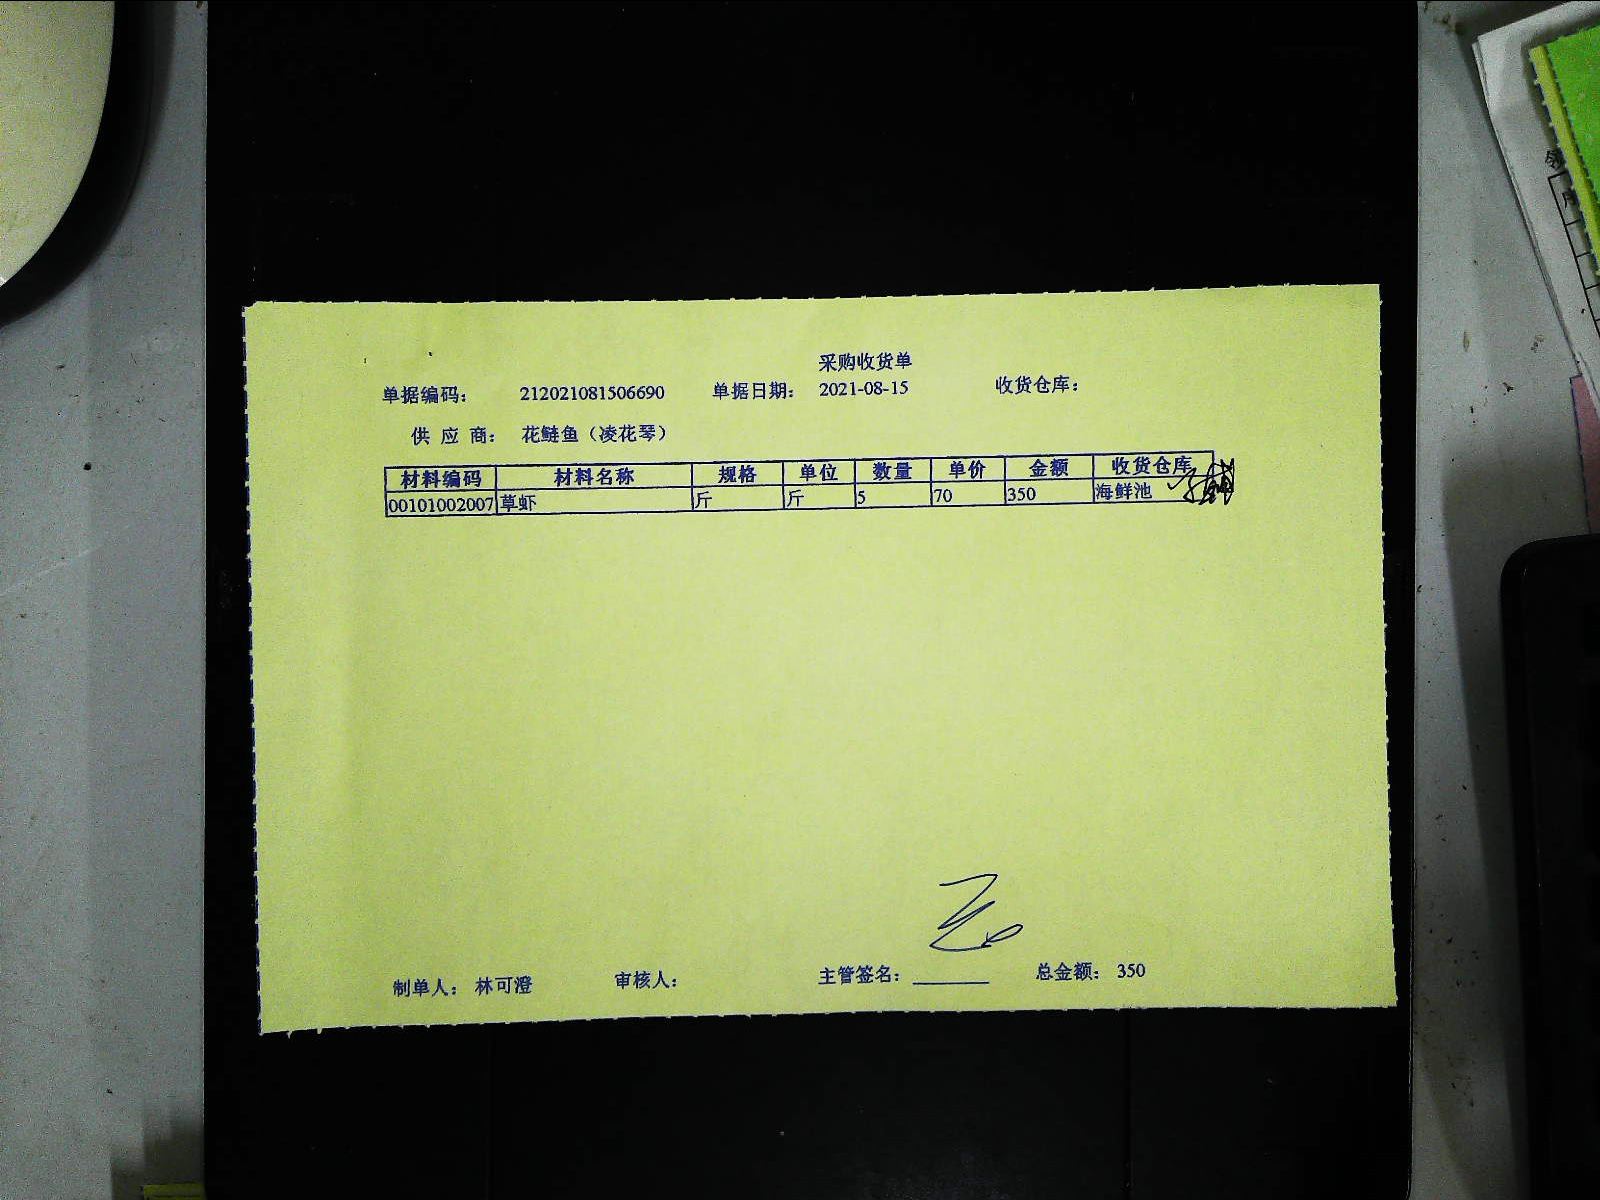 采购收货单
单据编码： 212021081506690 单据日期： 2021-08-15 收货仓库：
供 应 商： 花鲢鱼（凌花琴）
材料编码 材料名称 规格 单位 数量 单价 金额 收货仓库
00101002007 草虾 斤 斤 5 70 350 海鲜池
制单人： 林可澄 审核人： 主管签名： 总金额： 350